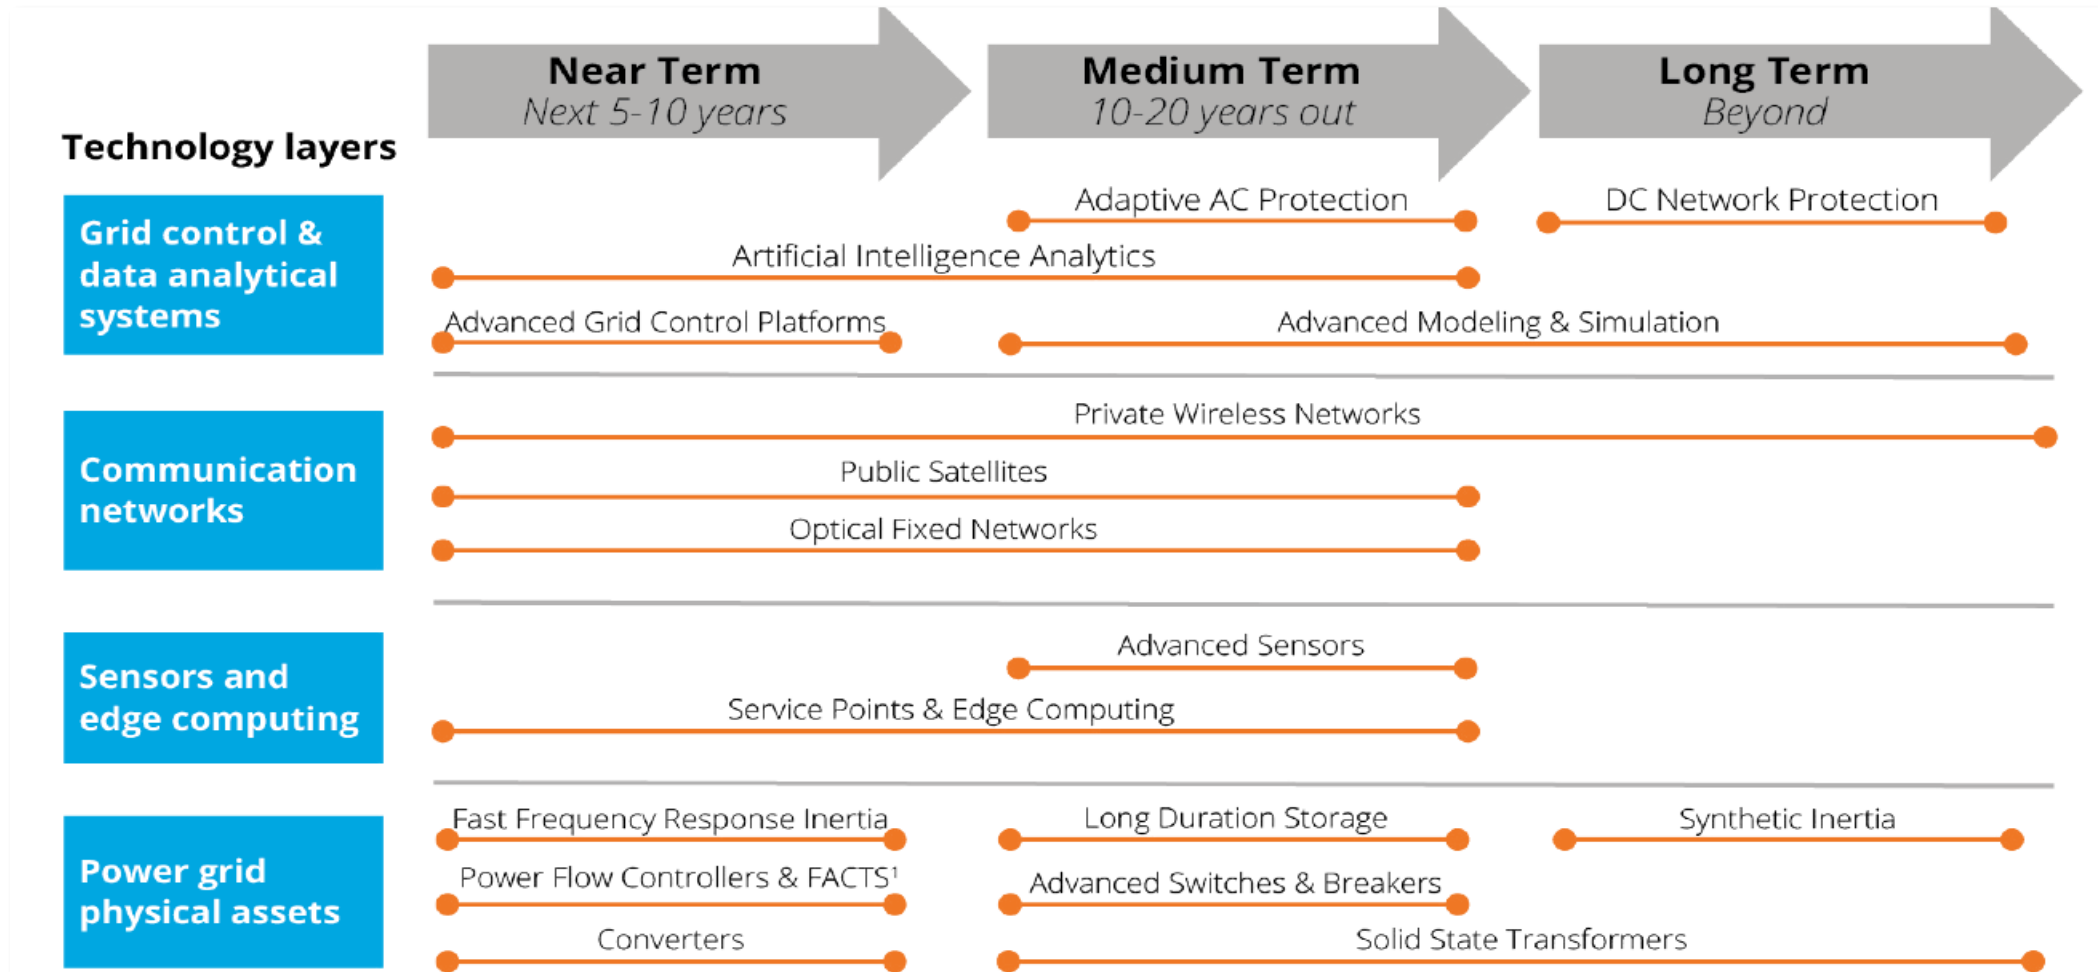 Near Term
Next 5-10 years
Medium Term
10-20 years out
Long Term
Beyond
Technology layers
Grid control &
data analytical
systems
Adaptive AC Protection
DC Network Protection
Artificial Intelligence Analytics
Advanced Grid Control Platforms
Advanced Modeling & Simulation
Communication
networks
Private Wireless Networks
Public Satellites
Optical Fixed Networks
Sensors and
edge computing
Advanced Sensors
Service Points & Edge Computing
Power grid
physical assets
Fast Frequency Response Inertia
Long Duration Storage
Synthetic Inertia
Power Flow Controllers & FACTS¹
Advanced Switches & Breakers
Converters
Solid State Transformers